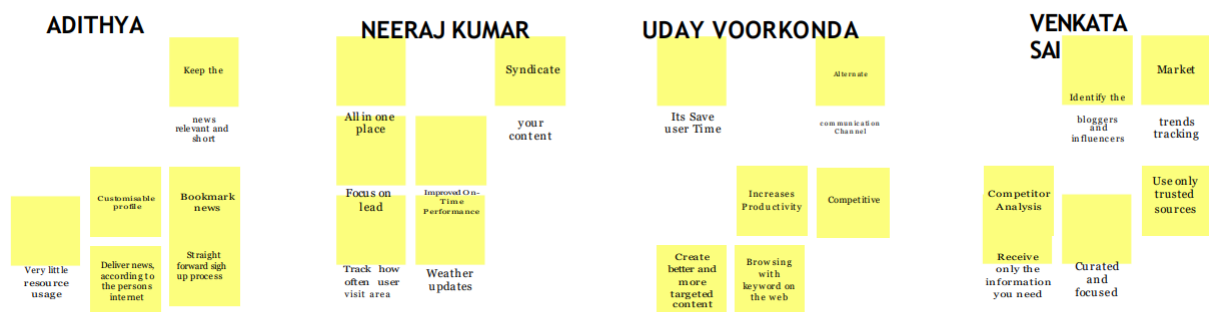 ADITHYA
Keep the
news
relevant and
short
Customisable
profile
Bookmark
news
Very little
resource
usage
Deliver news,
according to
the persons
internet
Straight
forward sigh
up process
NEERAJ KUMAR
All in one
place
Syndicate
your
content
Focus on
lead
Improved On-
Time
Performance
Track how
often user
visit area
Weather
updates
UDAY VOORKONDA
Its Save
user Time
Alternate
communication
Channel
Increases
Productivity
Competitive
Create
better and
more
targeted
content
Browsing
with
keyword on
the web
VENKATA
SAI
Identify the
bloggers
and
influencers
Market
trends
tracking
Competitor
Analysis
Use only
trusted
sources
Receive
only the
information
you need
Curated
and
focused